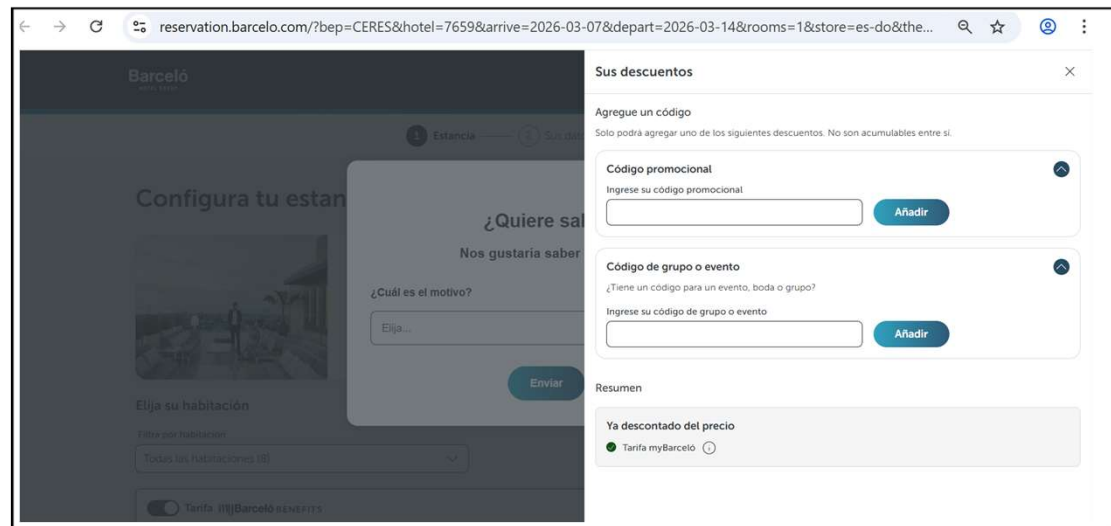 reservation.barcelo.com/?bep=CERES&hotel=7659&arrive=2026-03-07&depart=2026-03-14&rooms=1&store=es-do&the...
Barceló
Estancia
Configura tu estan
¿Quiere sal
Nos gustaria saber
¿Cuál es el motivo?
Elija...
Enviar
Elija su habitación
Filtre por habitación
Todas las habitaciones (8)
Tarifa myBarceló BENEFITS
Sus descuentos
Agregue un código
Solo podrá agregar uno de los siguientes descuentos. No son acumulables entre sí.
Código promocional
Ingrese su código promocional
Añadir
Código de grupo o evento
¿Tiene un código para un evento, boda o grupo?
Ingrese su código de grupo o evento
Añadir
Resumen
Ya descontado del precio
Tarifa myBarceló